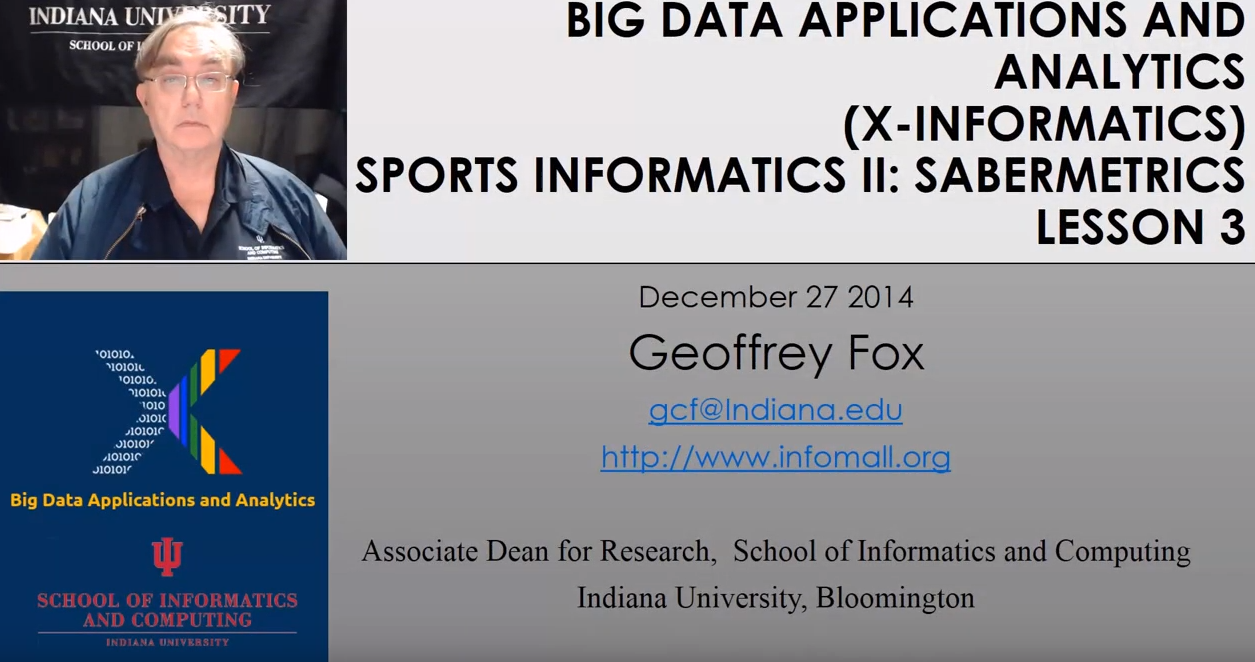 INDIANA UNIVERSITY
SCHOOL OF I
BIG DATA APPLICATIONS AND
ANALYTICS
(X-INFORMATICS)
SPORTS INFORMATICS II: SABERMETRICS
LESSON 3
December 27 2014
Geoffrey Fox
gcf@Indiana.edu
http://www.infomall.org
Associate Dean for Research, School of Informatics and Computing
Indiana University, Bloomington
Big Data Applications and Analytics
SCHOOL OF INFORMATICS
AND COMPUTING
INDIANA UNIVERSITY